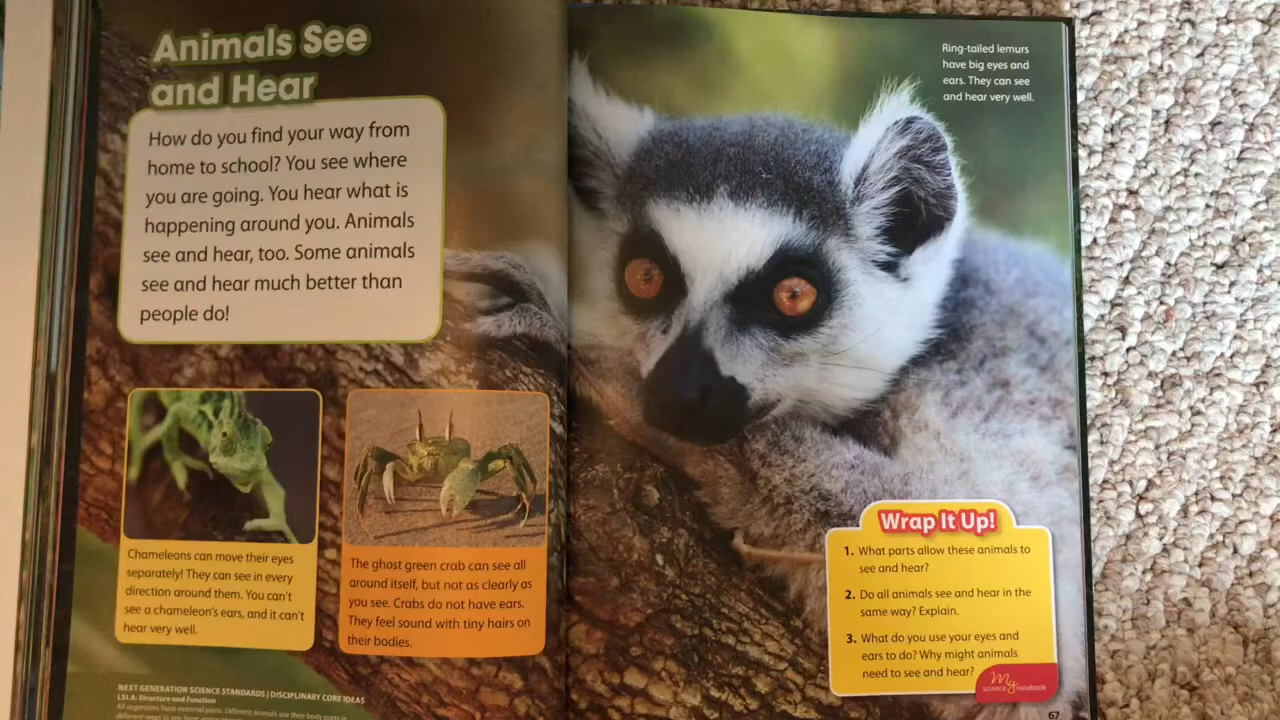 Animals See
and Hear
How do you find your way from
home to school? You see where
you are going. You hear what is
happening around you. Animals
see and hear, too. Some animals
see and hear much better than
people do!
Chameleons can move their eyes
separately! They can see in every
direction around them. You can't
see a chameleon's ears, and it can't
hear very well.
The ghost green crab can see all
around itself, but not as clearly as
you see. Crabs do not have ears.
They feel sound with tiny hairs on
their bodies.
NEXT GENERATION SCIENCE STANDARDS | DISCIPLINARY CORE IDEAS
LS1.A: Structure and Function
All organisms have external parts. Different animals use their body parts in
Ring-tailed lemurs
have big eyes and
ears. They can see
and hear very well.
Wrap It Up!
1. What parts allow these animals to
see and hear?
2. Do all animals see and hear in the
same way? Explain.
3. What do you use your eyes and
ears to do? Why might animals
need to see and hear?
My
science notebook
67